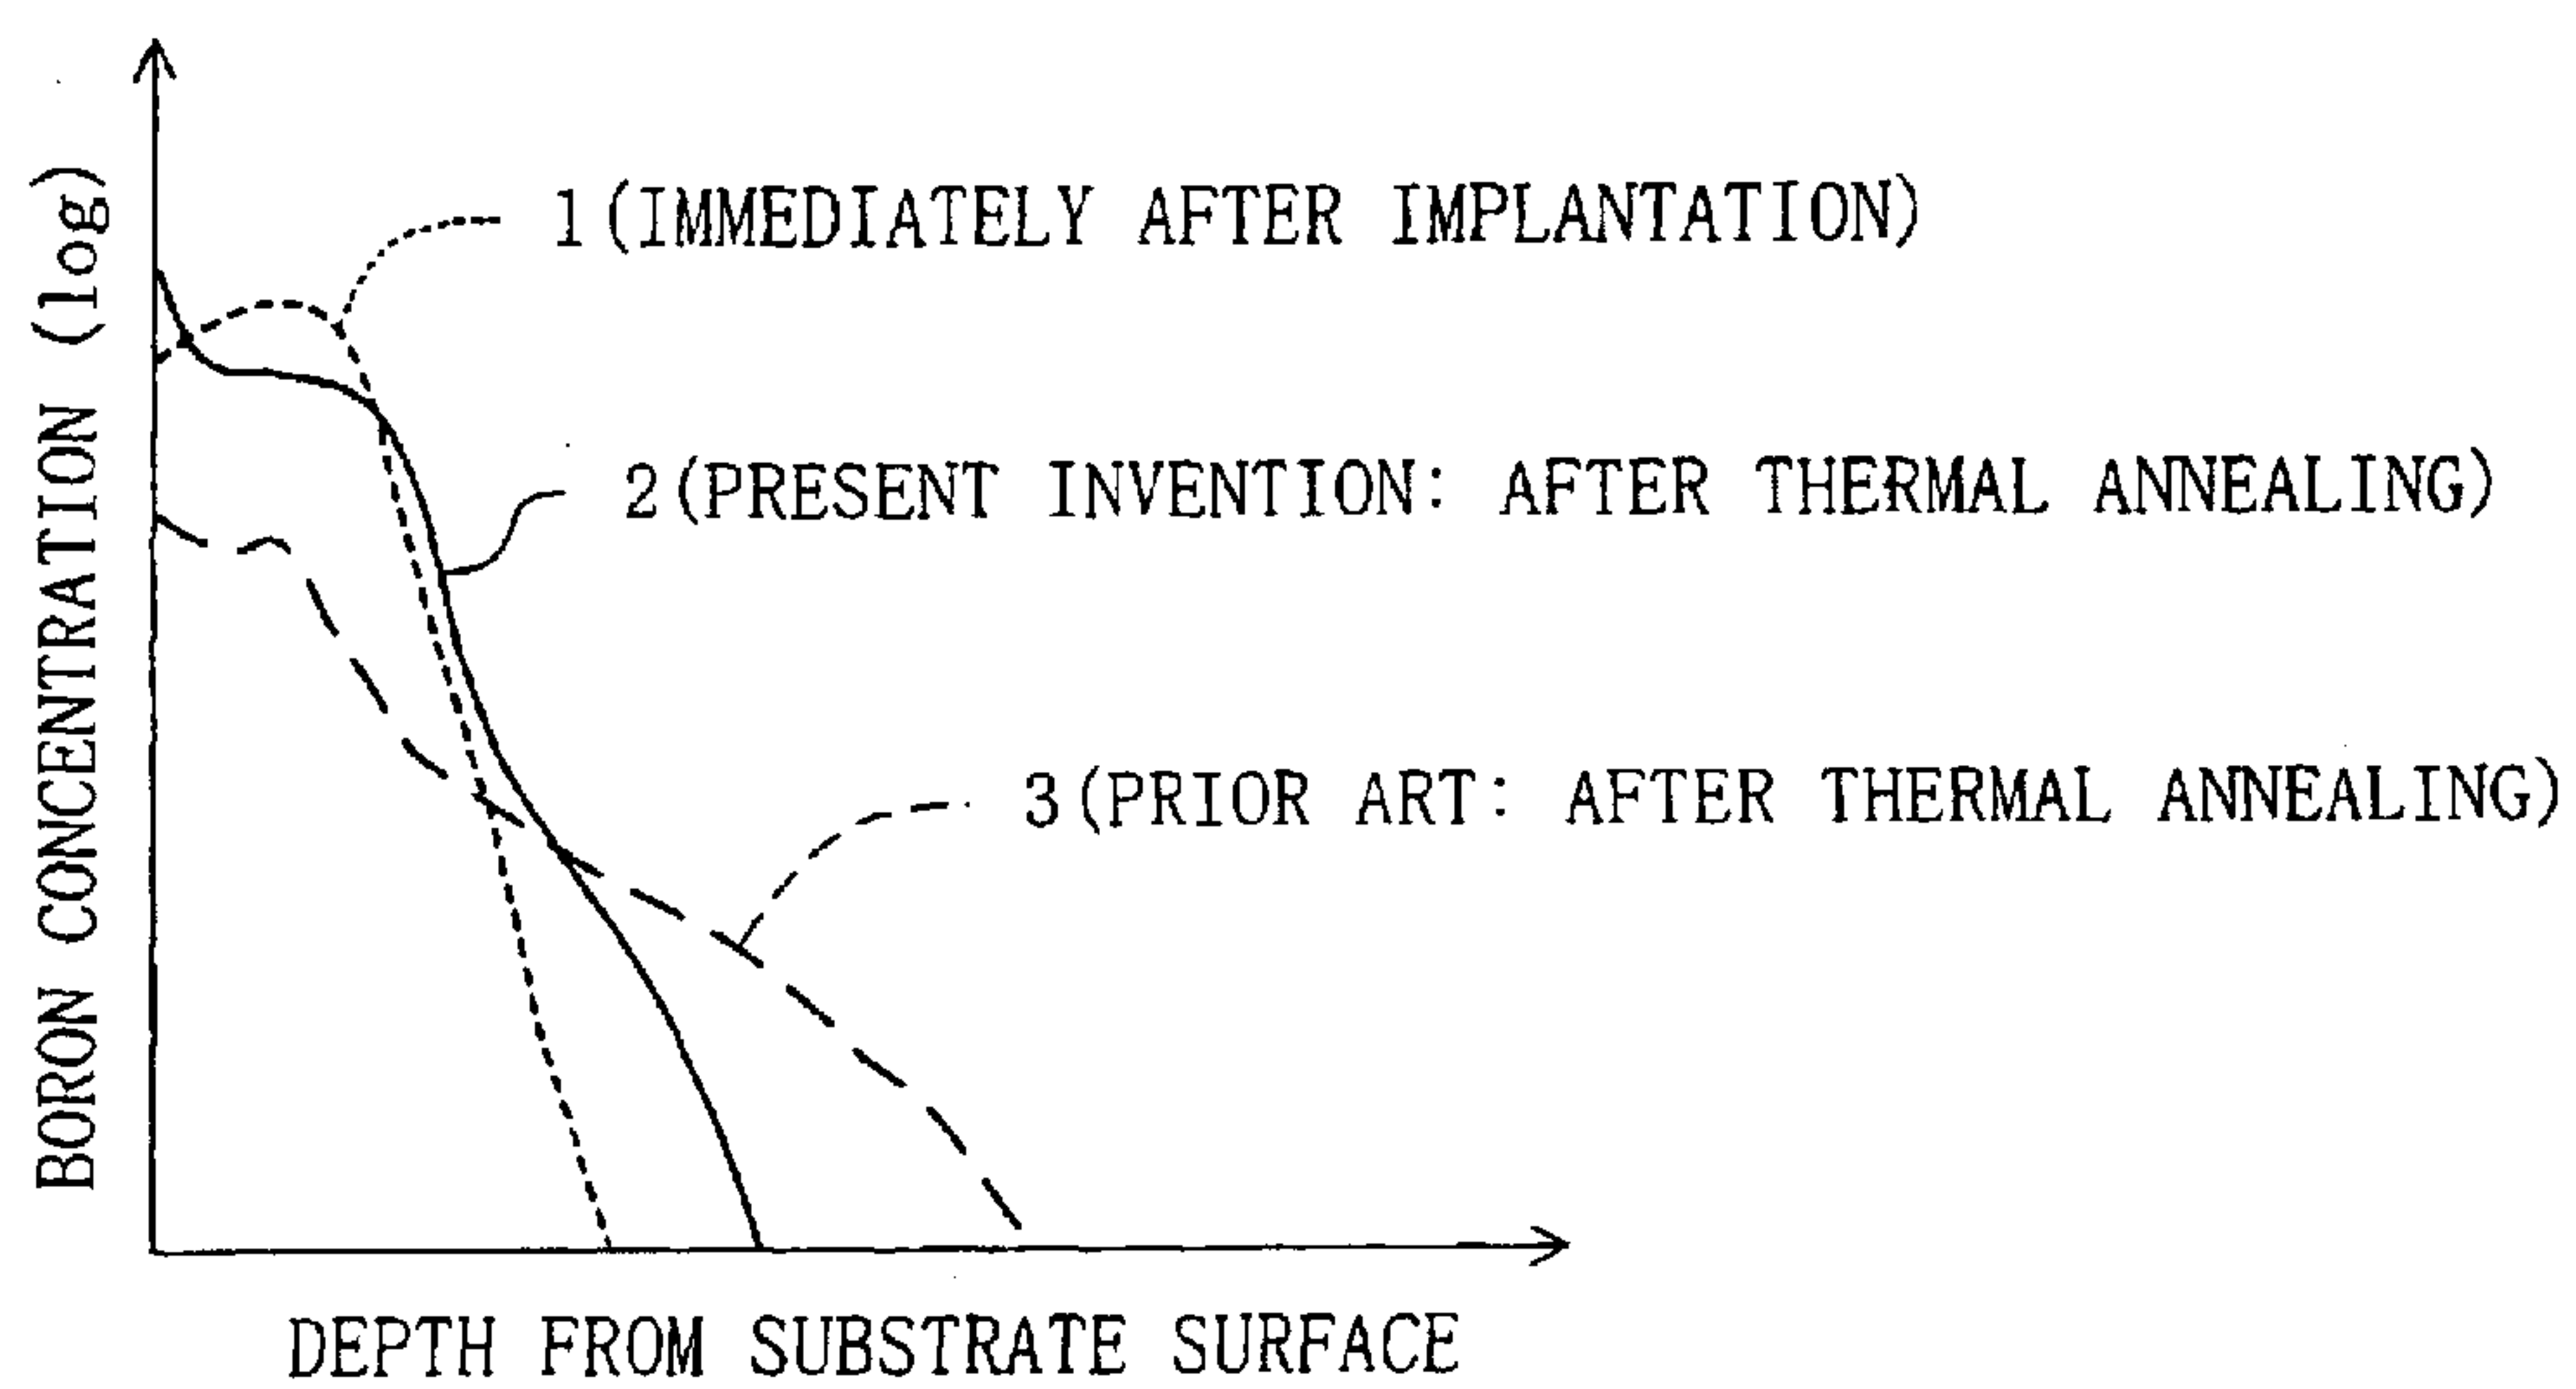 BORON CONCENTRATION (log)
1(IMMEDIATELY AFTER IMPLANTATION)
2(PRESENT INVENTION: AFTER THERMAL ANNEALING)
3(PRIOR ART: AFTER THERMAL ANNEALING)
DEPTH FROM SUBSTRATE SURFACE